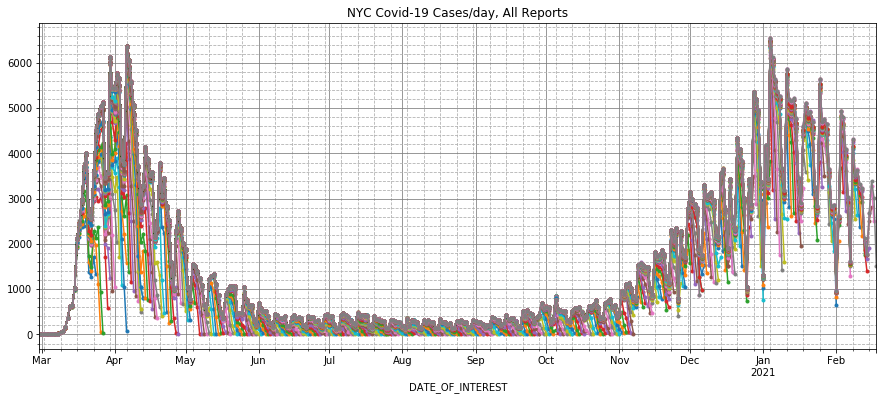 NYC Covid-19 Cases/day, All Reports
6000
5000
4000
3000
2000
1000
0
Mar Apr May Jun Jul Aug Sep Oct Nov Dec Jan Feb
2021
DATE_OF_INTEREST